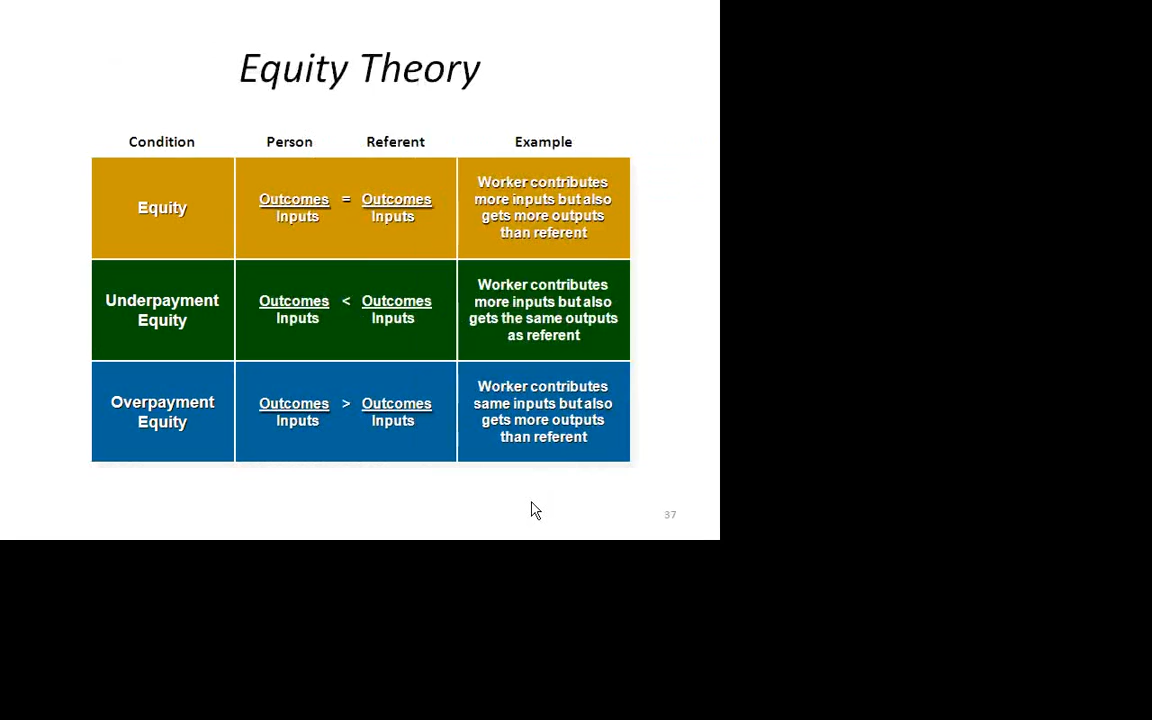 Equity Theory
Condition Person Referent Example
Equity
Outcomes = Outcomes
Inputs Inputs
Worker contributes
more inputs but also
gets more outputs
than referent
Underpayment
Equity
Outcomes < Outcomes
Inputs Inputs
Worker contributes
more inputs but also
gets the same outputs
as referent
Overpayment
Equity
Outcomes > Outcomes
Inputs Inputs
Worker contributes
same inputs but also
gets more outputs
than referent
37